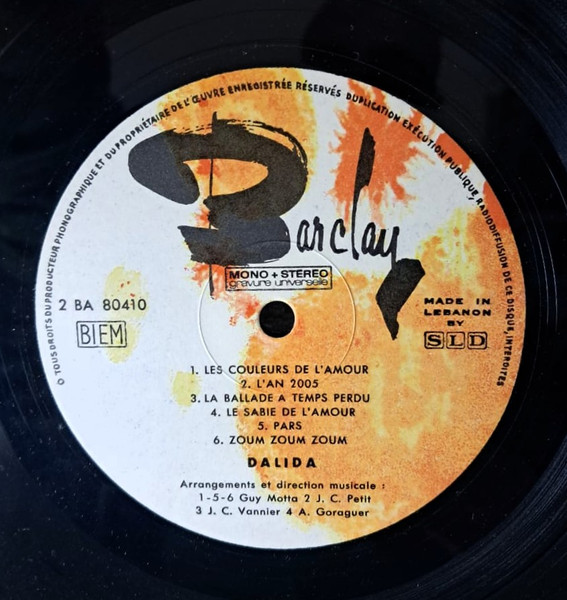 O TOUS DROITS DU PRODUCTEUR PHONOGRAPHIQUE ET DU PROPRIÉTAIRE DE L'ŒUVRE ENREGISTRÉE RÉSERVÉS DUPLICATION EXÉCUTION PUBLIQUE, RADIODIFFUSION DE CE DISQUE, INTERDITES
Barclay
MONO + STEREO
gravure universelle
2 BA 80410
BIEM
MADE IN
LEBANON
BY
SLD
1. LES COULEURS DE L'AMOUR
2. L'AN 2005
3. LA BALLADE A TEMPS PERDU
4. LE SABIE DE L'AMOUR
5. PARS
6. ZOUM ZOUM ZOUM
DALIDA
Arrangements et direction musicale :
1-5-6 Guy Motta 2 J. C. Petit
3 J. C. Vannier 4 A. Goraguer